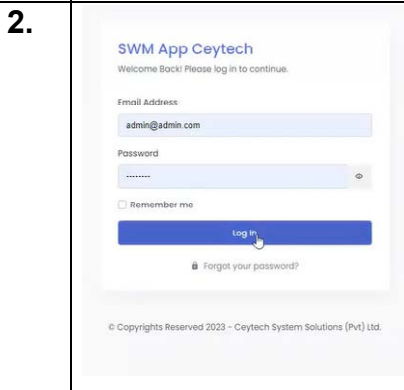 2.
SWM App Ceytech
Welcome Back! Please log in to continue.
Email Address
admin@admin.com
Password
········
Remember me
Log In
Forgot your password?
© Copyrights Reserved 2023 - Ceytech System Solutions (Pvt) Ltd.